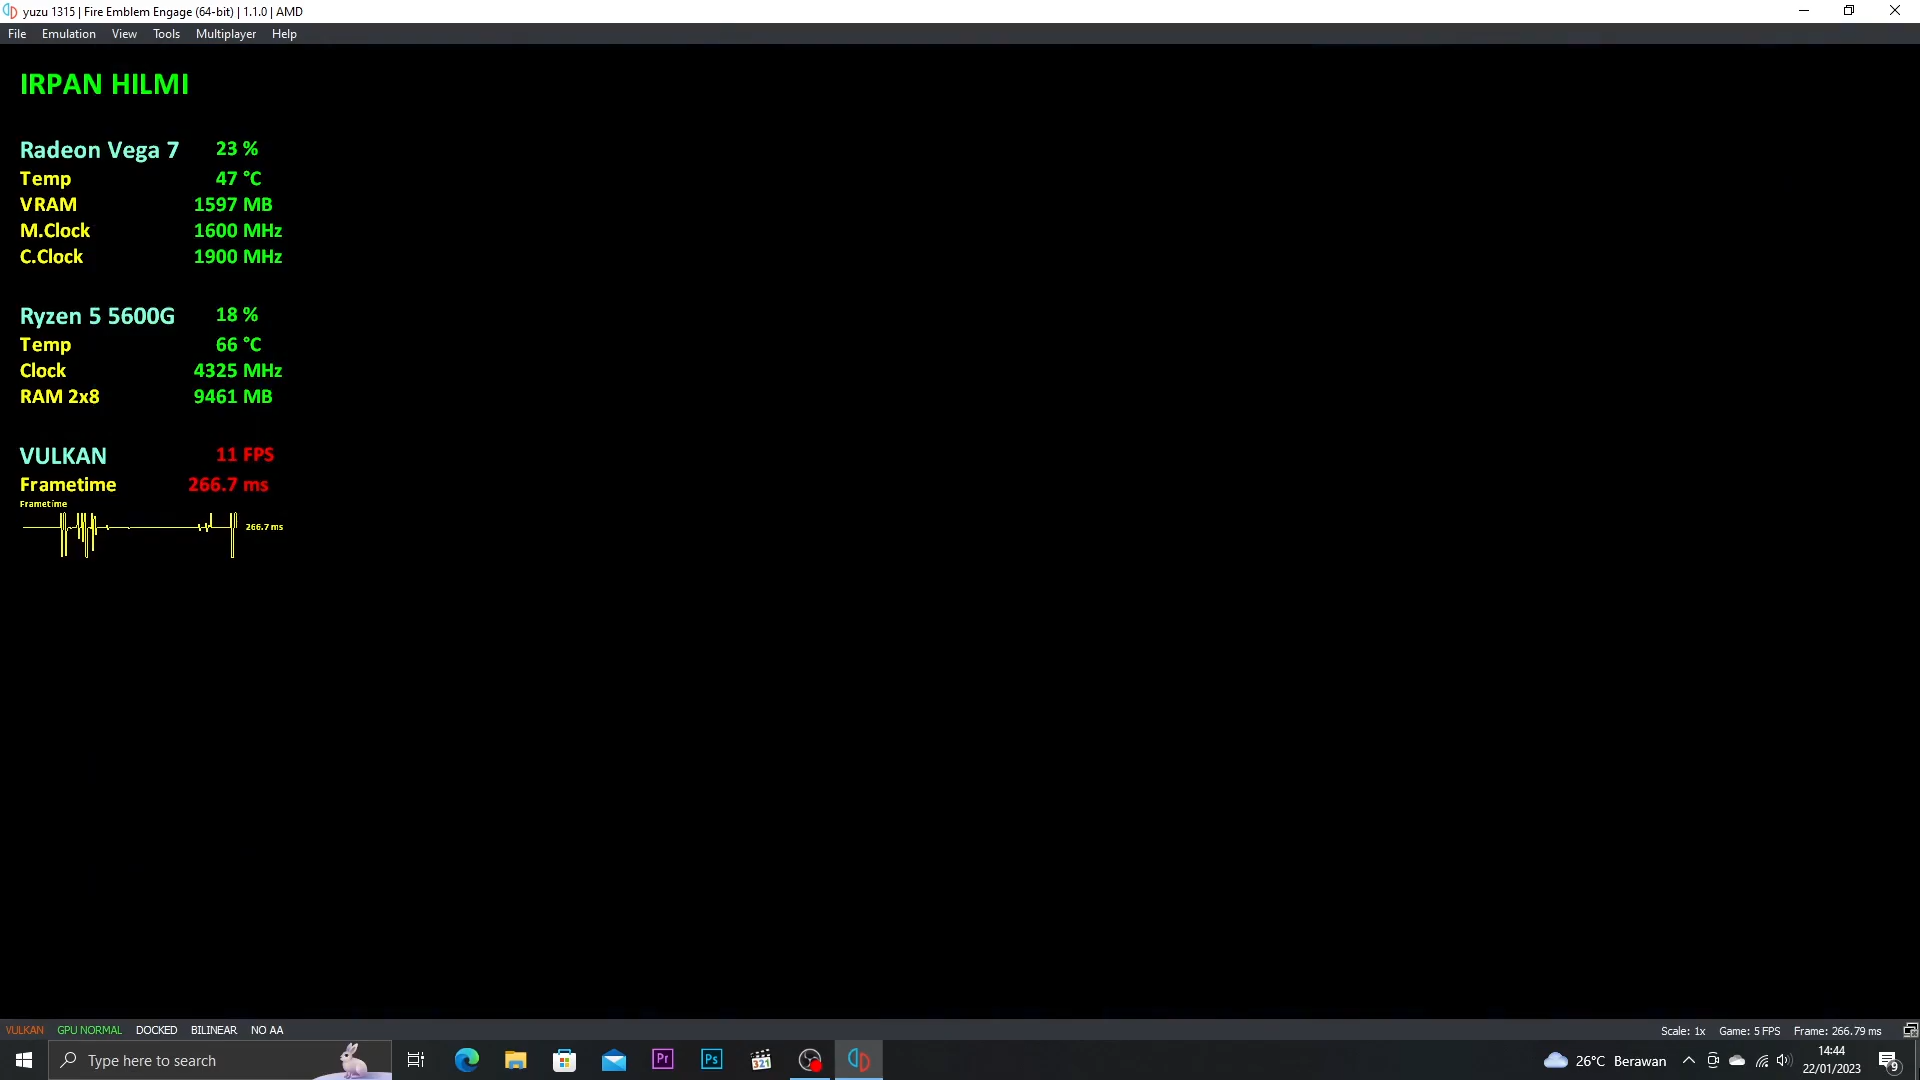 yuzu 1315 | Fire Emblem Engage (64-bit) | 1.1.0 | AMD
File Emulation View Tools Multiplayer Help
IRPAN HILMI
Radeon Vega 7 23 %
Temp 47 °C
VRAM 1597 MB
M.Clock 1600 MHz
C.Clock 1900 MHz
Ryzen 5 5600G 18 %
Temp 66 °C
Clock 4325 MHz
RAM 2x8 9461 MB
VULKAN 11 FPS
Frametime 266.7 ms
Frametime
266.7 ms
VULKAN GPU NORMAL DOCKED BILINEAR NO AA Scale: 1x Game: 5 FPS Frame: 266.79 ms
Type here to search Pr Ps 321 26°C Berawan 14:44
22/01/2023 9